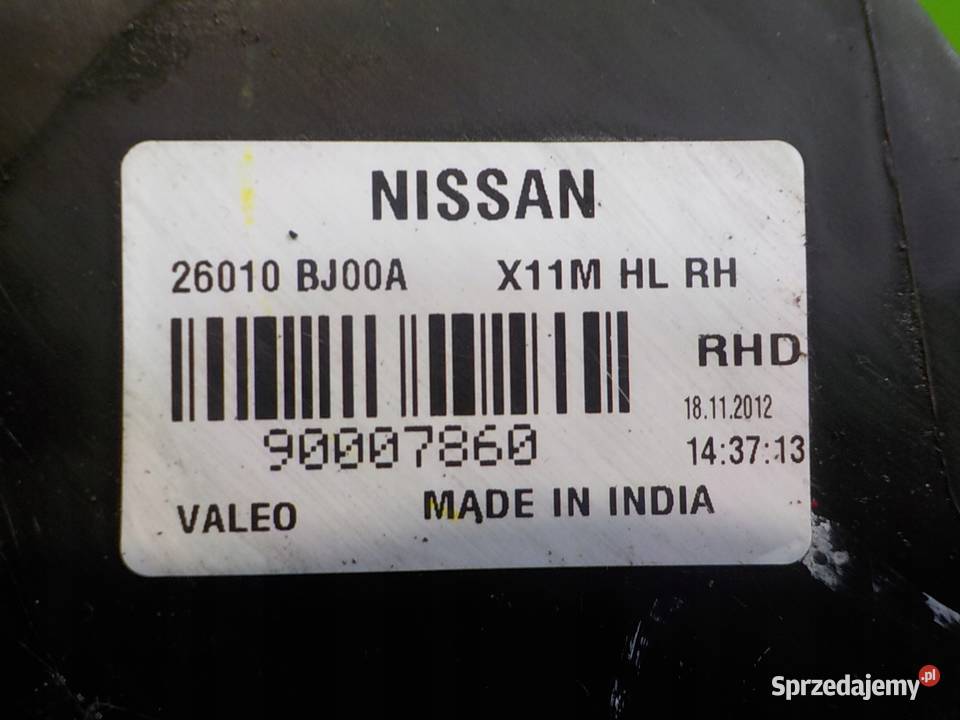 NISSAN
26010 BJ00A X11M HL RH
RHD
18.11.2012
90007860 14:37:13
VALEO MADE IN INDIA
Sprzedajemy.pl